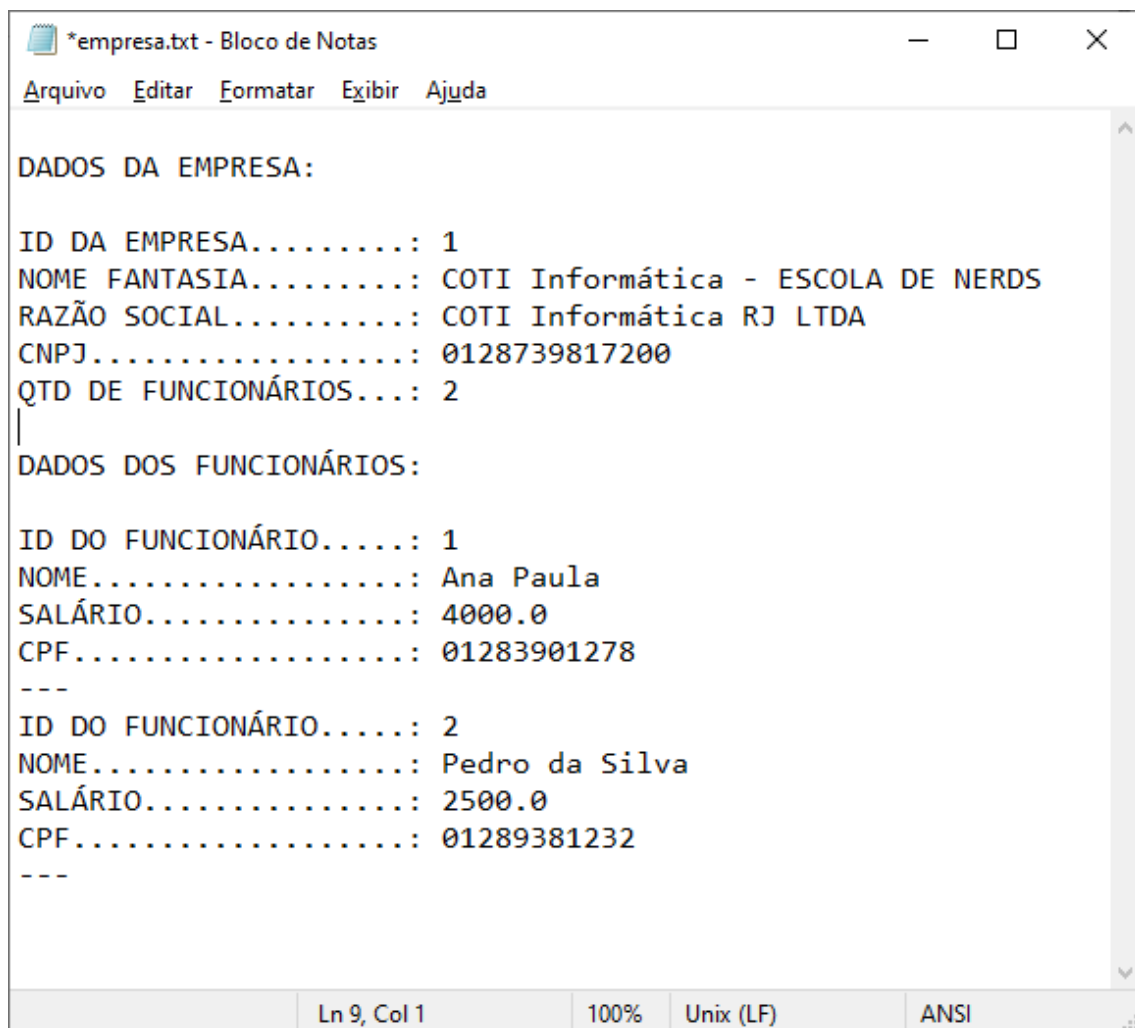 *empresa.txt - Bloco de Notas
Arquivo Editar Formatar Exibir Ajuda
DADOS DA EMPRESA:
ID DA EMPRESA.........: 1
NOME FANTASIA.........: COTI Informática - ESCOLA DE NERDS
RAZÃO SOCIAL..........: COTI Informática RJ LTDA
CNPJ..................: 0128739817200
QTD DE FUNCIONÁRIOS...: 2
DADOS DOS FUNCIONÁRIOS:
ID DO FUNCIONÁRIO.....: 1
NOME..................: Ana Paula
SALÁRIO...............: 4000.0
CPF...................: 01283901278
---
ID DO FUNCIONÁRIO.....: 2
NOME..................: Pedro da Silva
SALÁRIO...............: 2500.0
CPF...................: 01289381232
---
Ln 9, Col 1 100% Unix (LF) ANSI